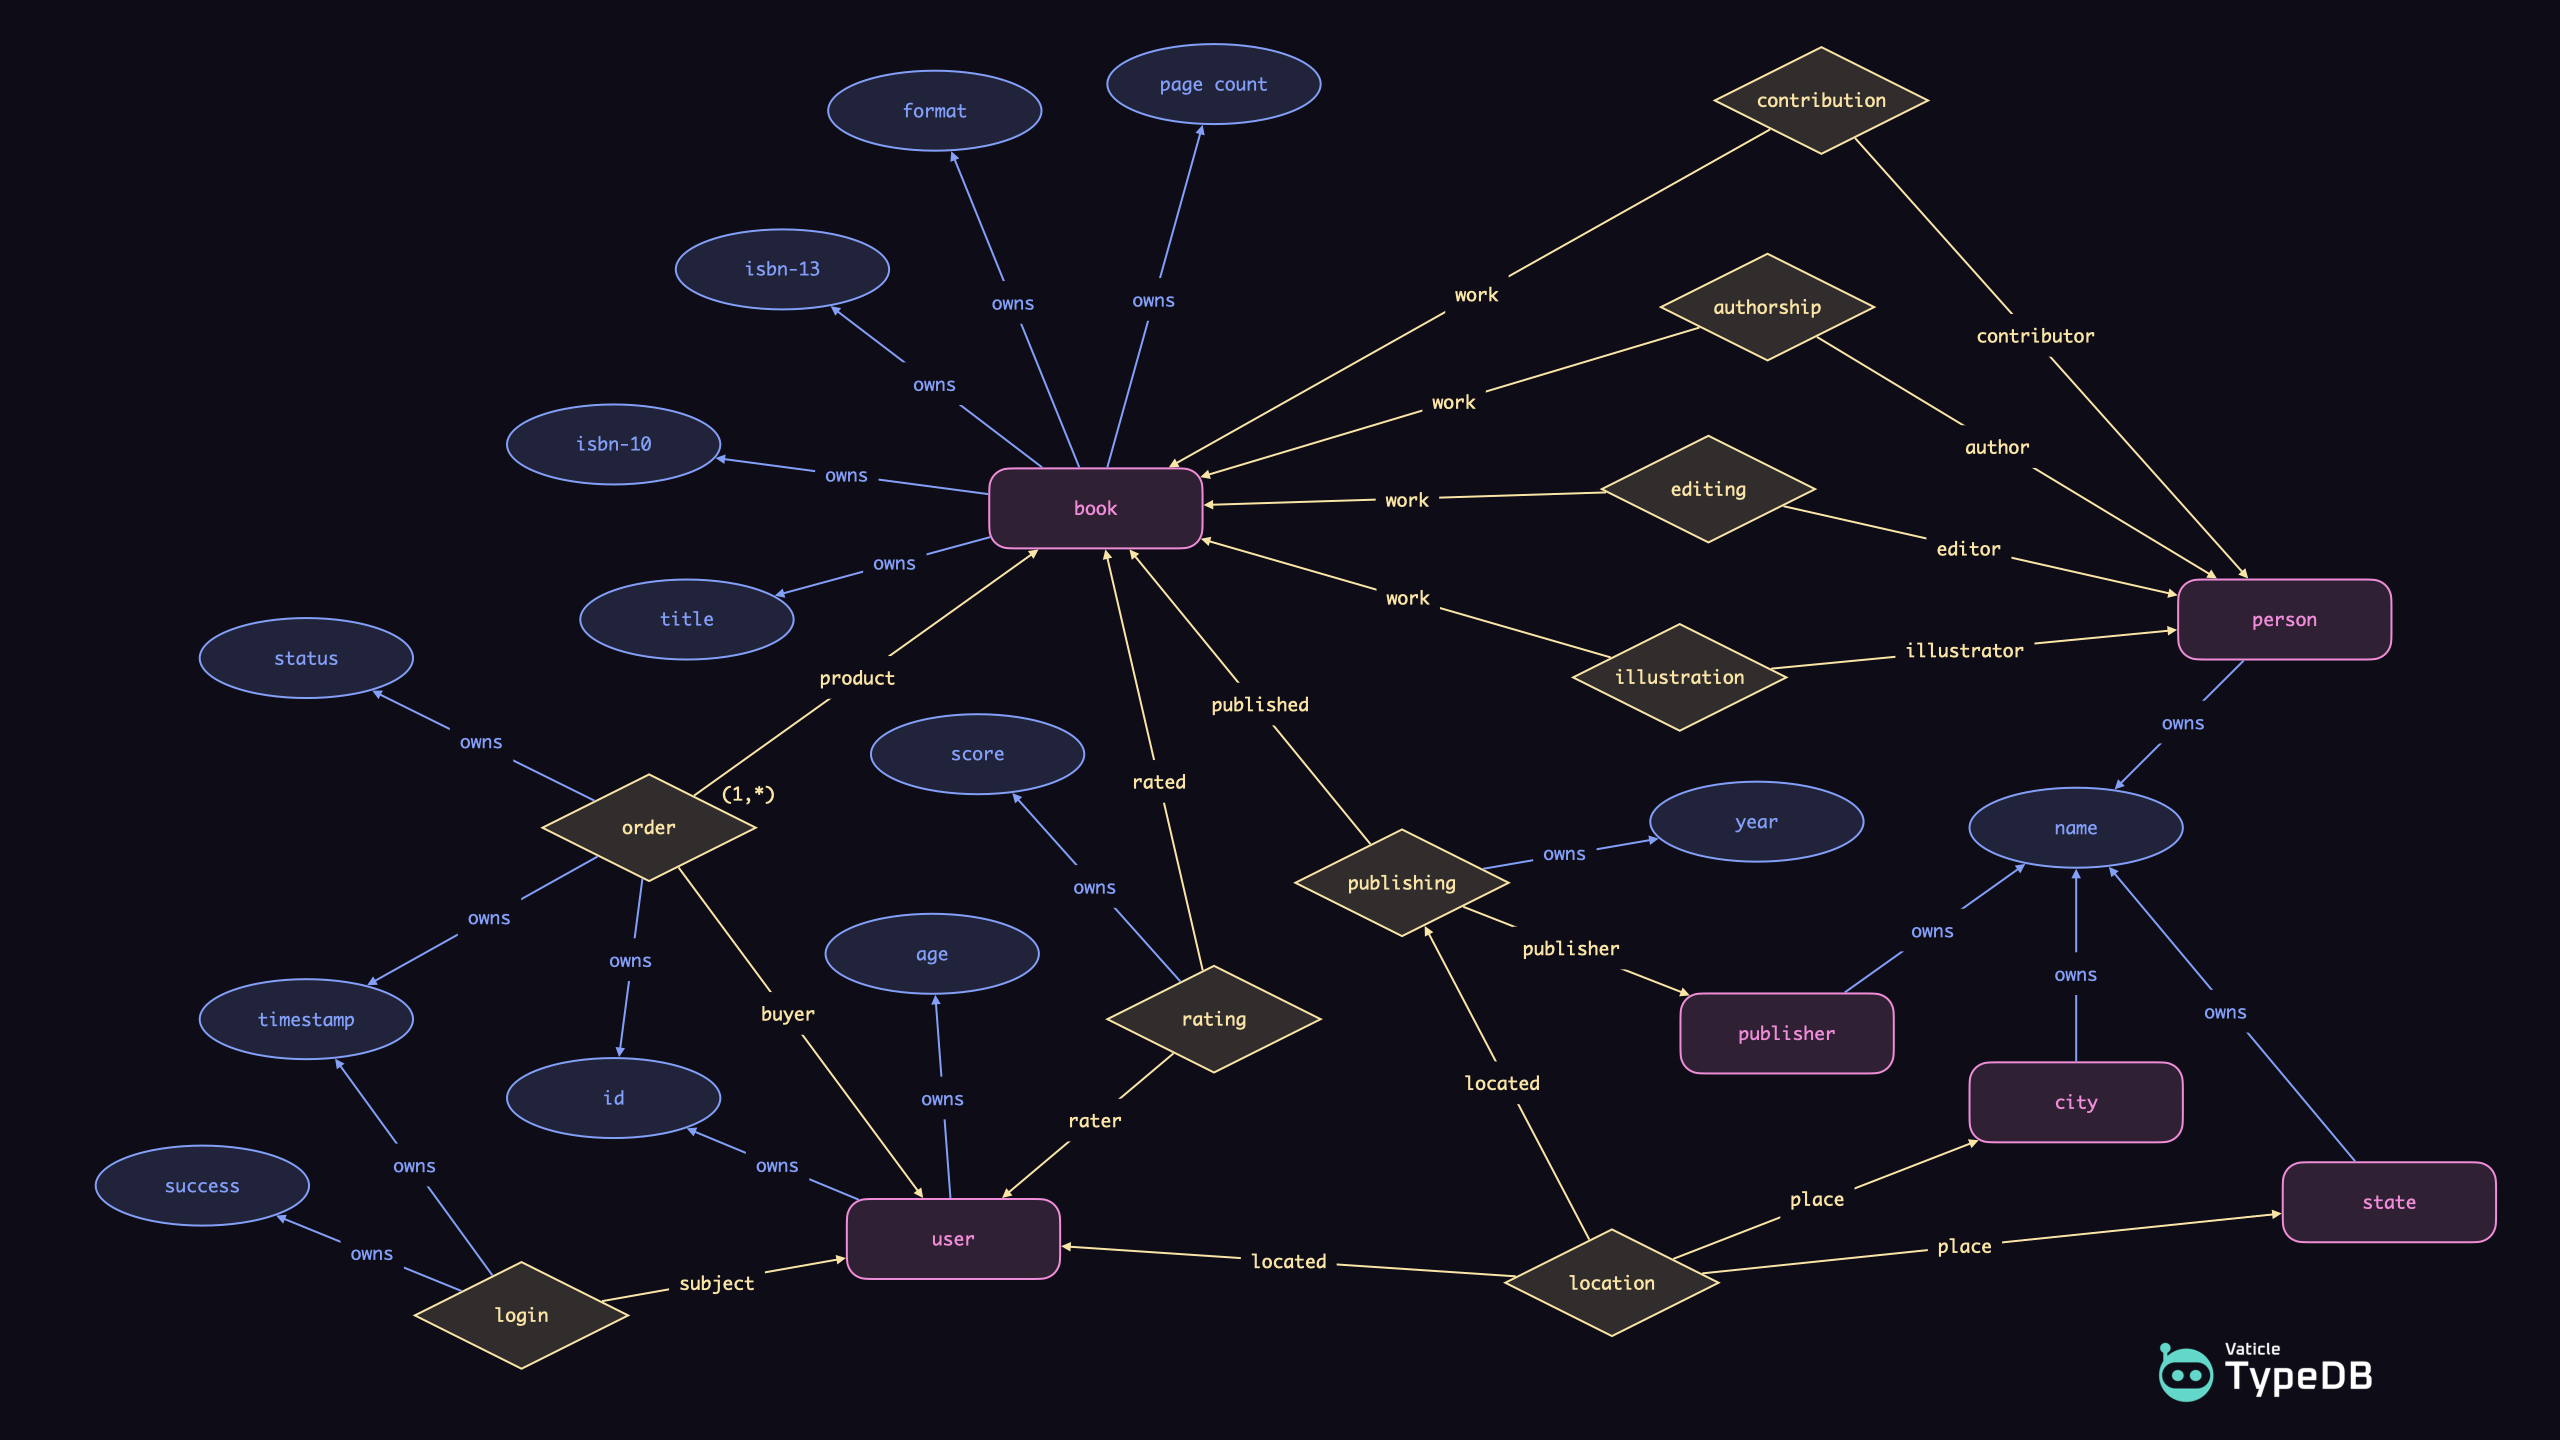 page count
contribution
format
isbn-13
owns
owns
work
authorship
contributor
owns
work
isbn-10
author
owns
editing
work
book
editor
owns
work
title
person
status
product
illustrator
illustration
published
owns
owns
score
rated
(1,*)
year
order
name
owns
publishing
owns
owns
owns
publisher
age
owns
owns
timestamp
buyer
rating
owns
publisher
located
id
owns
city
rater
owns
owns
success
place
state
user
place
owns
located
subject
location
login
Vaticle
TypeDB